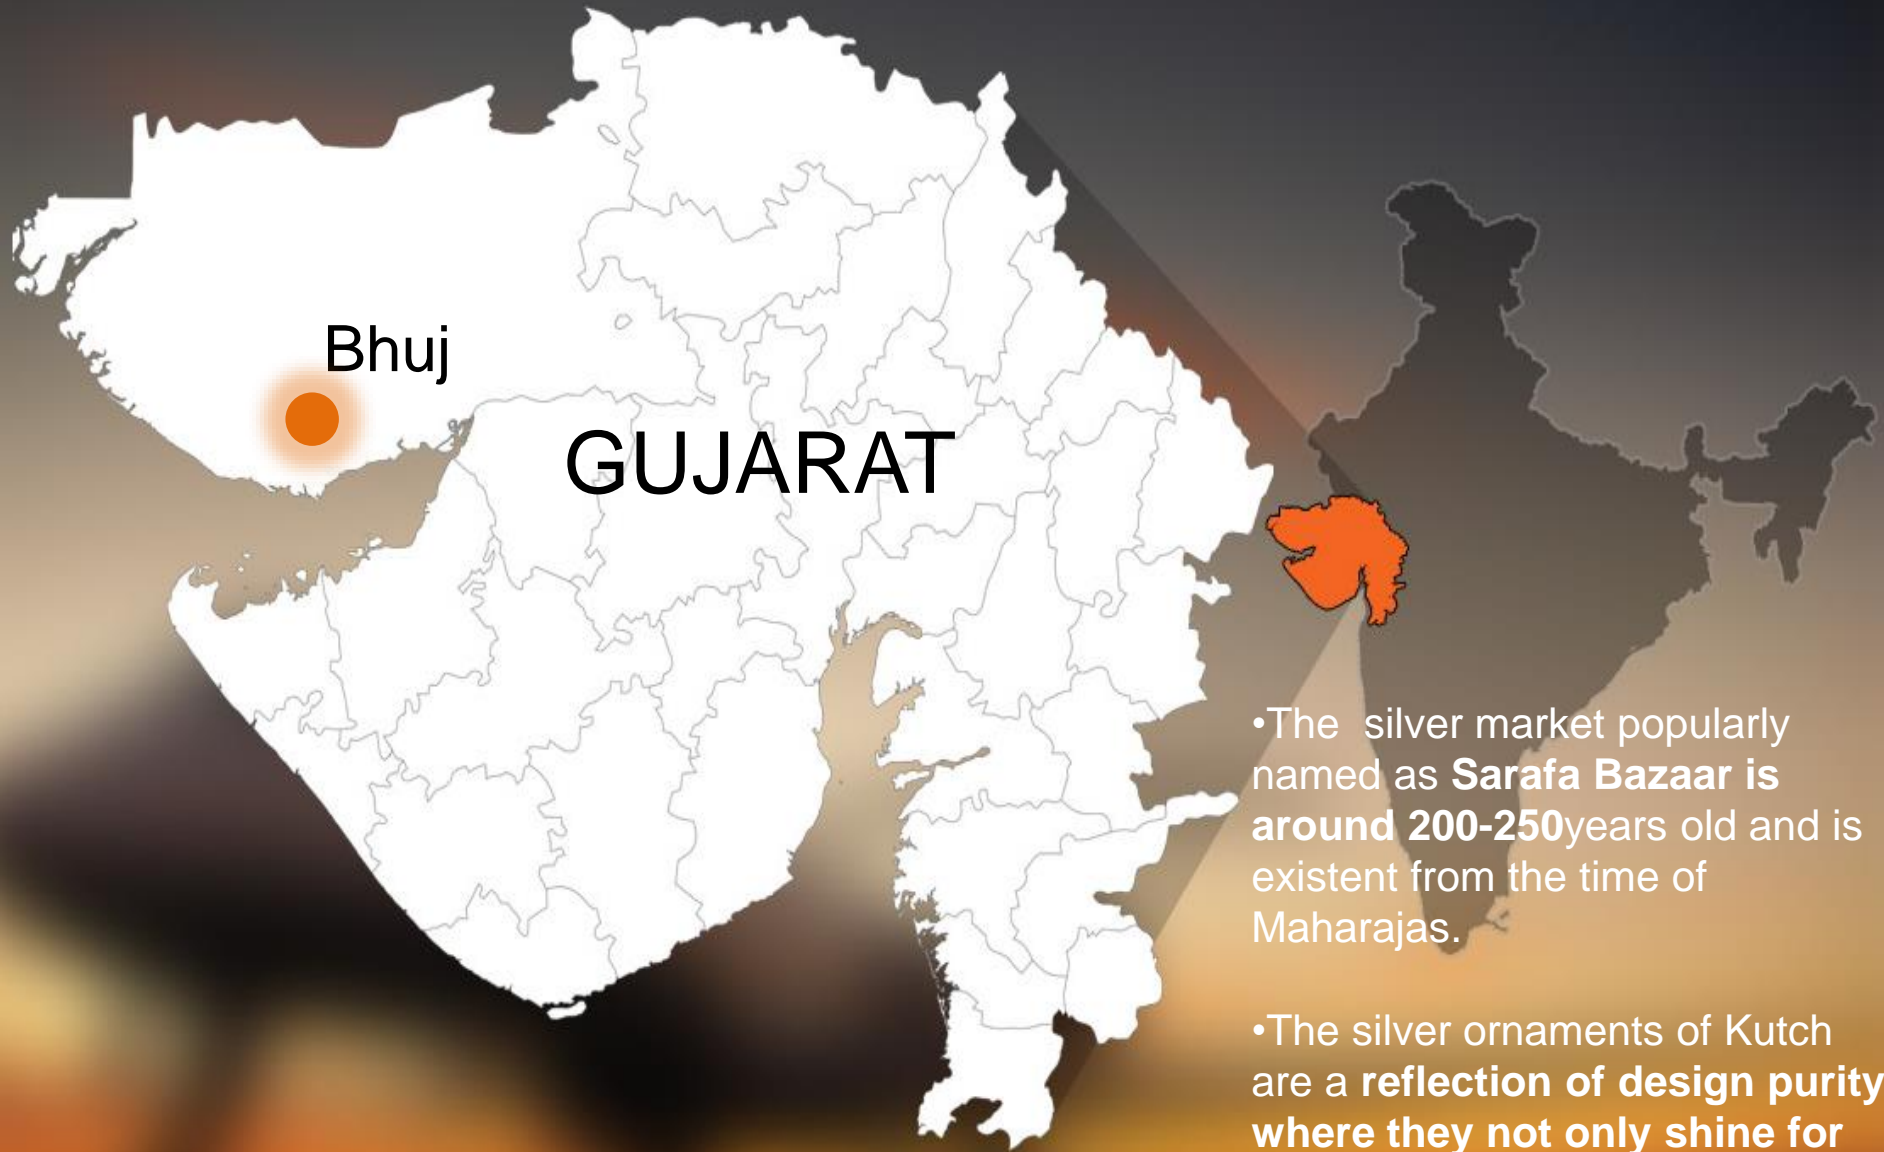 Bhuj
GUJARAT
•The  silver market popularly
named as Sarafa Bazaar is
around 200-250years old and is
existent from the time of
Maharajas.
•The silver ornaments of Kutch
are a reflection of design purity
where they not only shine for